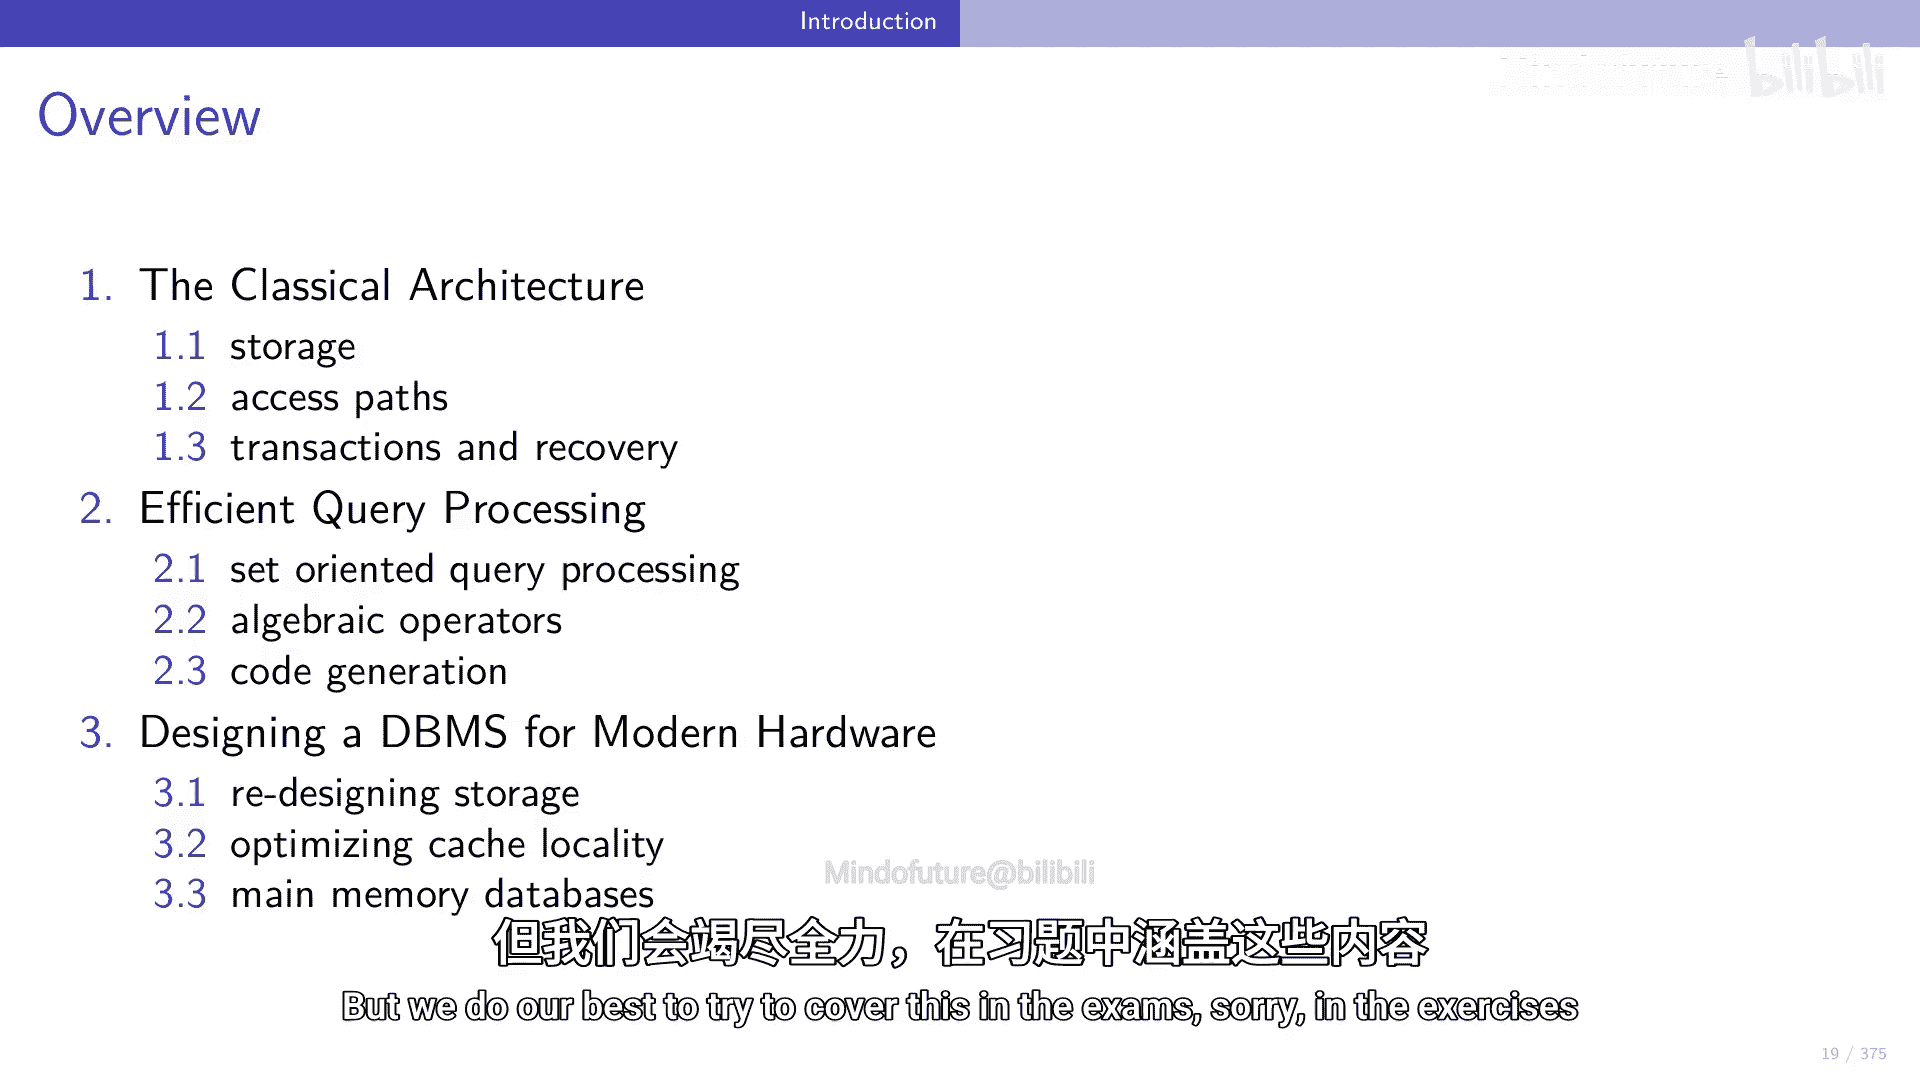 Introduction
bilibili
Overview
1. The Classical Architecture
1.1 storage
1.2 access paths
1.3 transactions and recovery
2. Efficient Query Processing
2.1 set oriented query processing
2.2 algebraic operators
2.3 code generation
3. Designing a DBMS for Modern Hardware
3.1 re-designing storage
3.2 optimizing cache locality
3.3 main memory databases
Mindofuture@bilibili
但我们会竭尽全力，在习题中涵盖这些内容
But we do our best to try to cover this in the exams, sorry, in the exercises
19 / 375